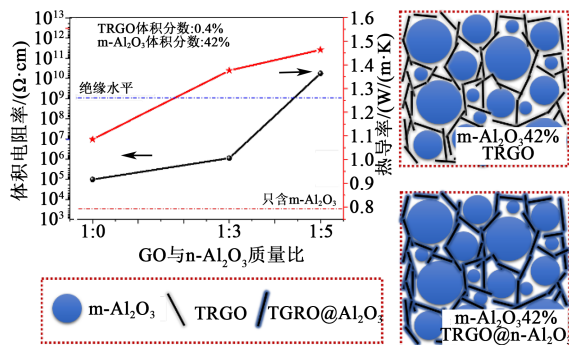 TRGO体积分数:0.4%
m-Al₂O₃体积分数:42%
绝缘水平
只含m-Al₂O₃
体积电阻率/(Ω·cm)
10¹³
10¹²
10¹¹
10¹⁰
10⁹
10⁸
10⁷
10⁶
10⁵
10⁴
10³
热导率/(W/(m·K)
1.6
1.5
1.4
1.3
1.2
1.1
1.0
0.9
0.8
1:0 1:3 1:5
GO与n-Al₂O₃质量比
m-Al₂O₃ TRGO TGRO@Al₂O₃
m-Al₂O₃42%
TRGO
m-Al₂O₃42%
TRGO@n-Al₂O